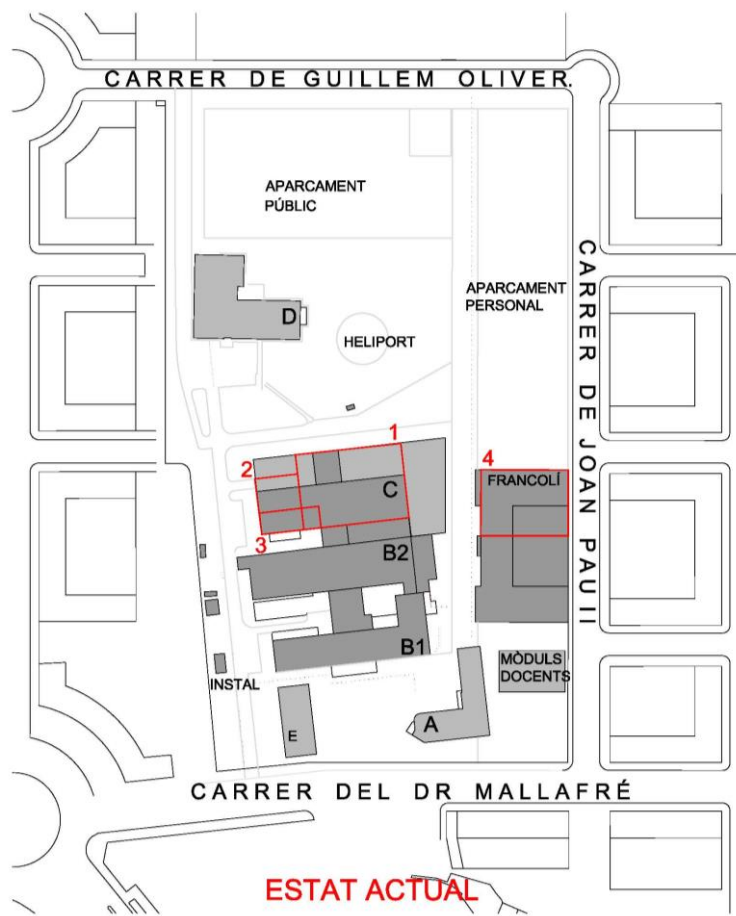 CARRER DE GUILLEM OLIVER.
APARCAMENT
PÚBLIC
CARRER DE JOAN PAU II
APARCAMENT
PERSONAL
D
HELIPORT
1
2
4
FRANCOLÍ
C
3
B2
B1
MÒDULS
DOCENTS
INSTAL
A
E
CARRER DEL DR MALLAFRÉ
ESTAT ACTUAL